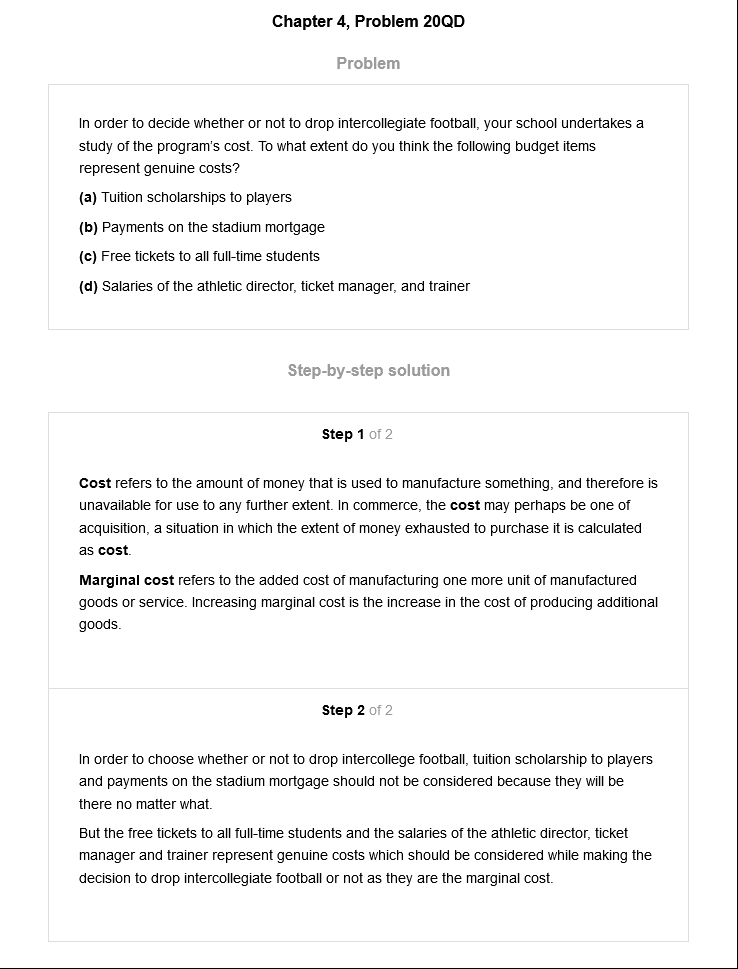 Chapter 4, Problem 20QD
Problem
In order to decide whether or not to drop intercollegiate football, your school undertakes a
study of the program's cost. To what extent do you think the following budget items
represent genuine costs?
(a) Tuition scholarships to players
(b) Payments on the stadium mortgage
(c) Free tickets to all full-time students
(d) Salaries of the athletic director, ticket manager, and trainer
Step-by-step solution
Step 1 of 2
Cost refers to the amount of money that is used to manufacture something, and therefore is
unavailable for use to any further extent. In commerce, the cost may perhaps be one of
acquisition, a situation in which the extent of money exhausted to purchase it is calculated
as cost.
Marginal cost refers to the added cost of manufacturing one more unit of manufactured
goods or service. Increasing marginal cost is the increase in the cost of producing additional
goods.
Step 2 of 2
In order to choose whether or not to drop intercollege football, tuition scholarship to players
and payments on the stadium mortgage should not be considered because they will be
there no matter what.
But the free tickets to all full-time students and the salaries of the athletic director, ticket
manager and trainer represent genuine costs which should be considered while making the
decision to drop intercollegiate football or not as they are the marginal cost.